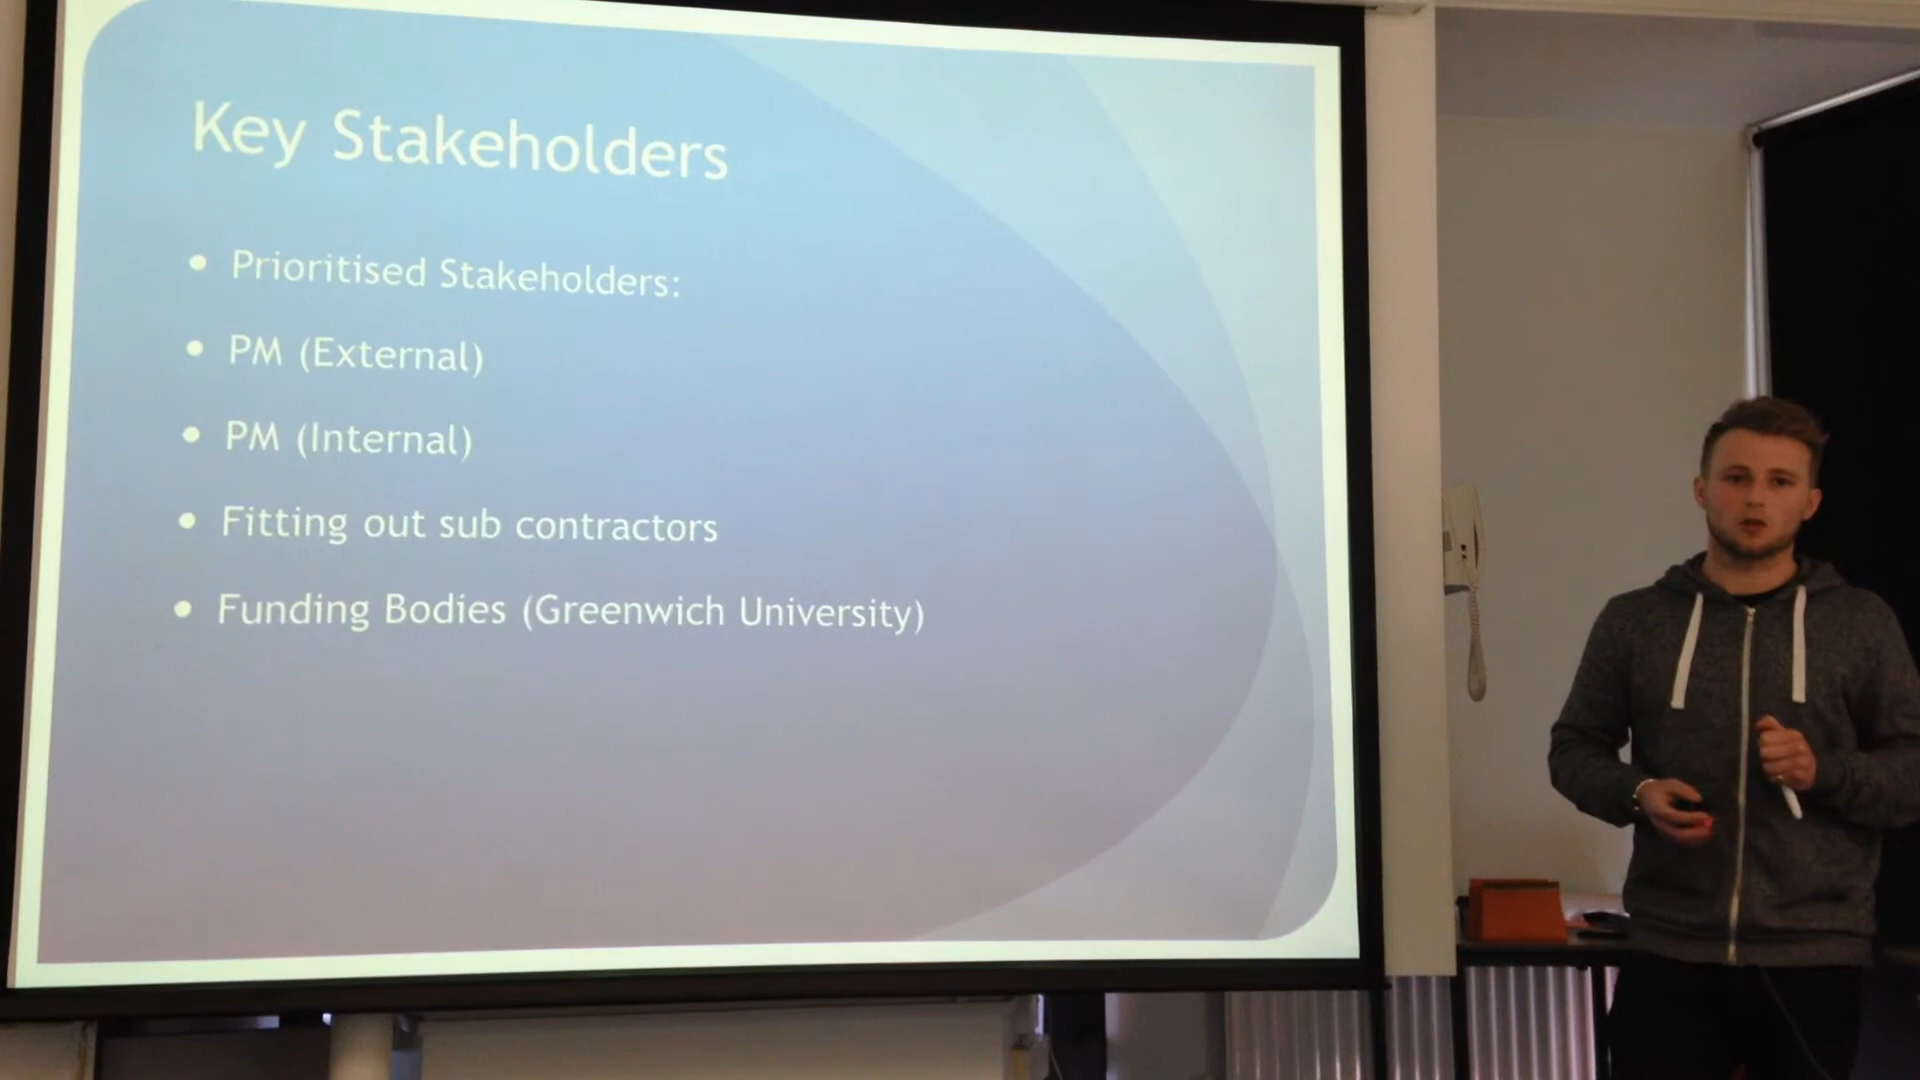 Key Stakeholders
Prioritised Stakeholders:
PM (External)
PM (Internal)
Fitting out sub contractors
Funding Bodies (Greenwich University)